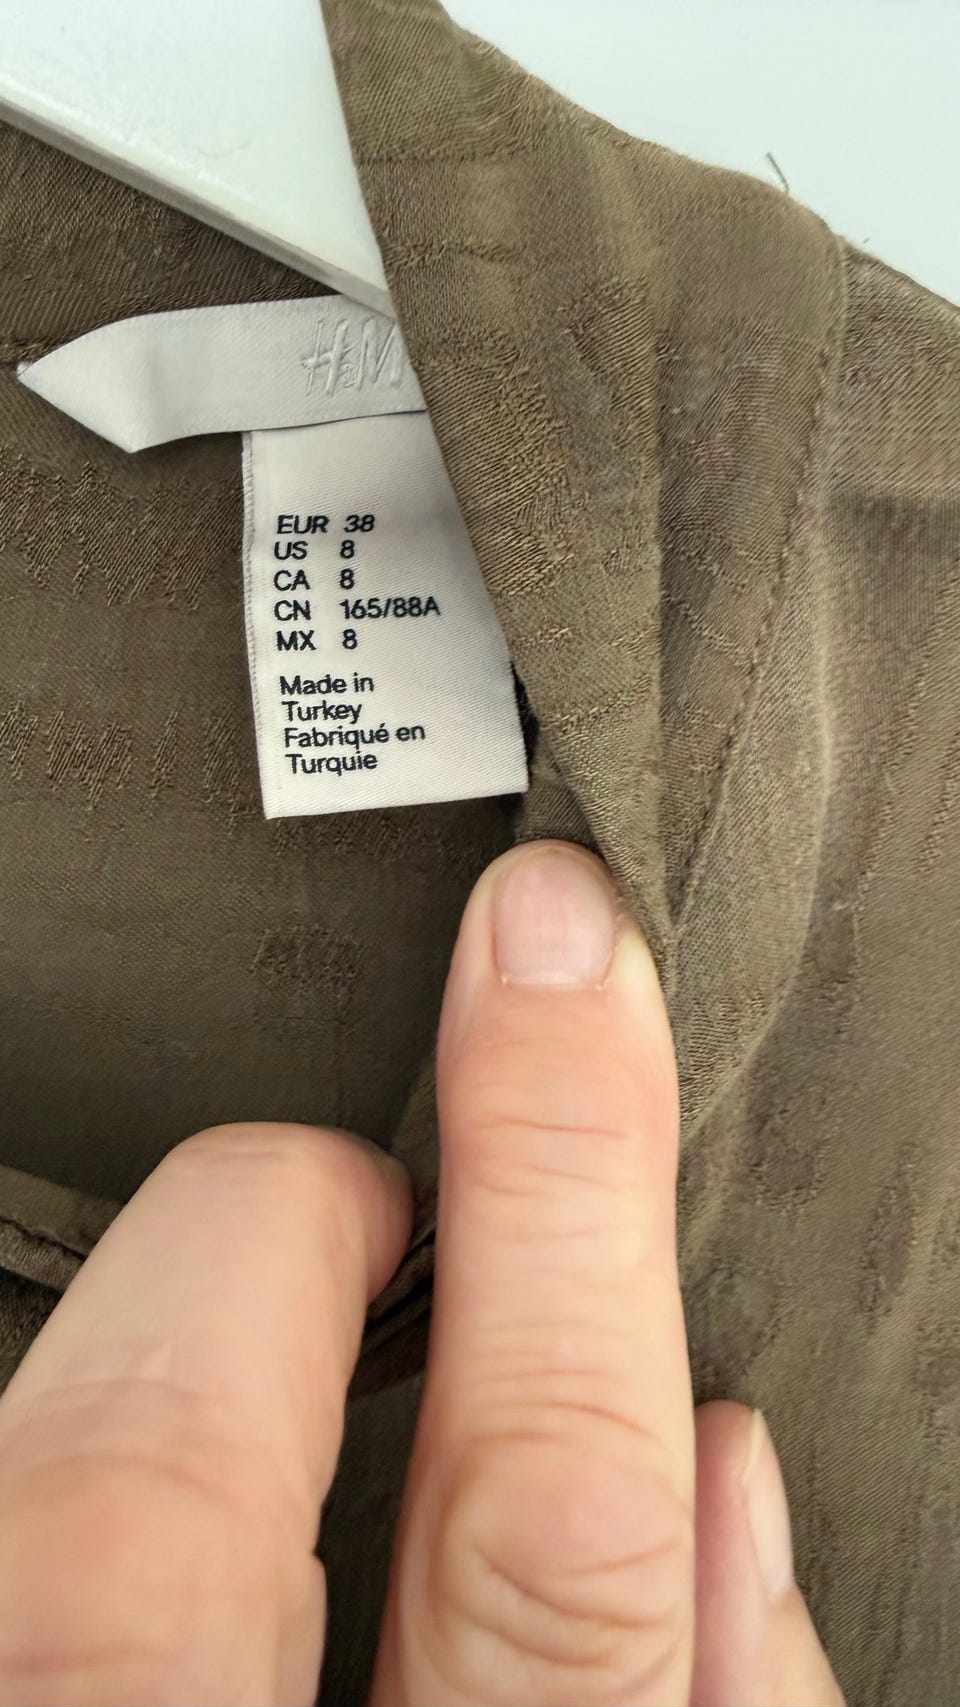 H&M
EUR 38
US 8
CA 8
CN 165/88A
MX 8
Made in
Turkey
Fabriqué en
Turquie